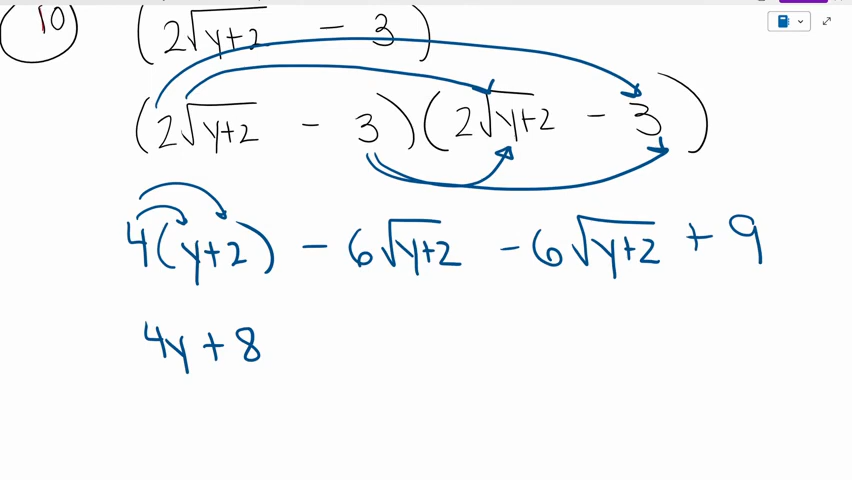 10 (2√y+2 - 3)
(2√y+2 - 3)(2√y+2 - 3)
4(y+2) - 6√y+2 - 6√y+2 + 9
4y + 8